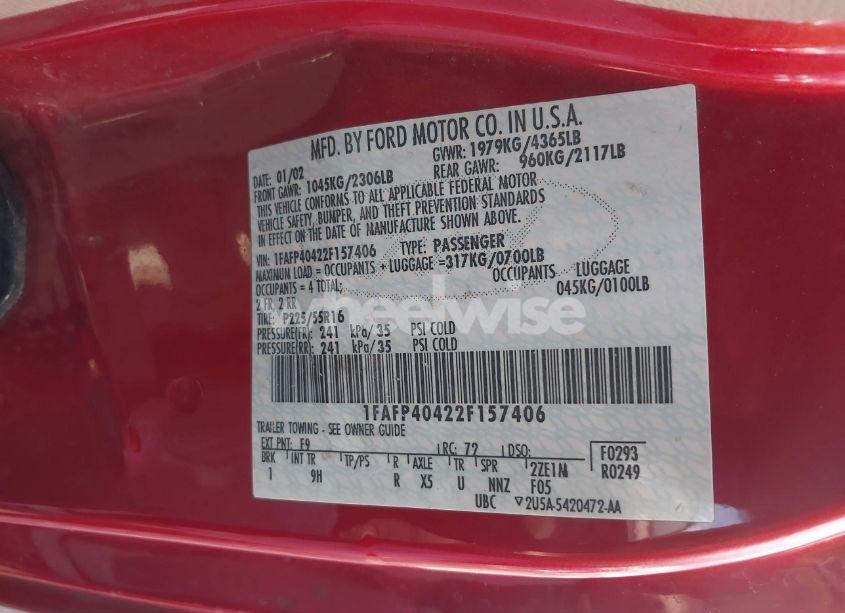 MFD. BY FORD MOTOR CO. IN U.S.A.
DATE: 01/02 GVWR: 1979KG/4365LB
FRONT GAWR: 1045KG/2306LB REAR GAWR: 960KG/2117LB
THIS VEHICLE CONFORMS TO ALL APPLICABLE FEDERAL MOTOR
VEHICLE SAFETY, BUMPER, AND THEFT PREVENTION STANDARDS
IN EFFECT ON THE DATE OF MANUFACTURE SHOWN ABOVE.
VIN: 1FAFP40422F157406 TYPE: PASSENGER
MAXIMUM LOAD = OCCUPANTS + LUGGAGE =317KG/0700LB
OCCUPANTS = 4 TOTAL; OCCUPANTS LUGGAGE
2 FR, 2 RR 045KG/0100LB
TIRE: P225/55R16
PRESSURE(FR): 241 kPa/35 PSI COLD
PRESSURE(RR): 241 kPa/35 PSI COLD
wheelwise
1FAFP40422F157406
TRAILER TOWING - SEE OWNER GUIDE
EXT PNT: F9 RC: 72 DSO: F0293
BRK INT TR TP/PS R AXLE TR SPR 2ZE1M R0249
1 9H R X5 U NNZ F05
UBC ▽2U5A-5420472-AA